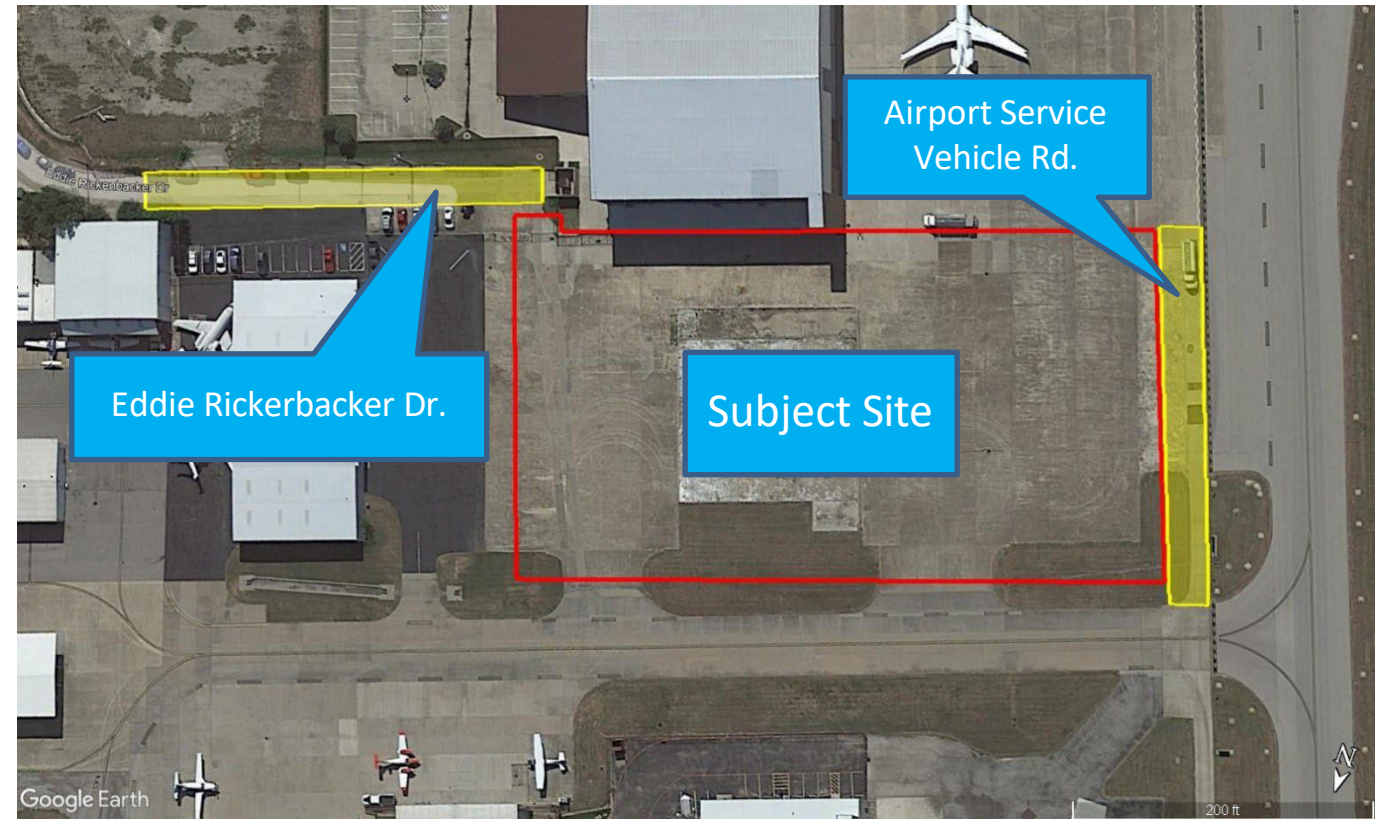 Airport Service
Vehicle Rd.
Eddie Rickenbacker Dr
Eddie Rickerbacker Dr.
Subject Site
N
Google Earth
200 ft